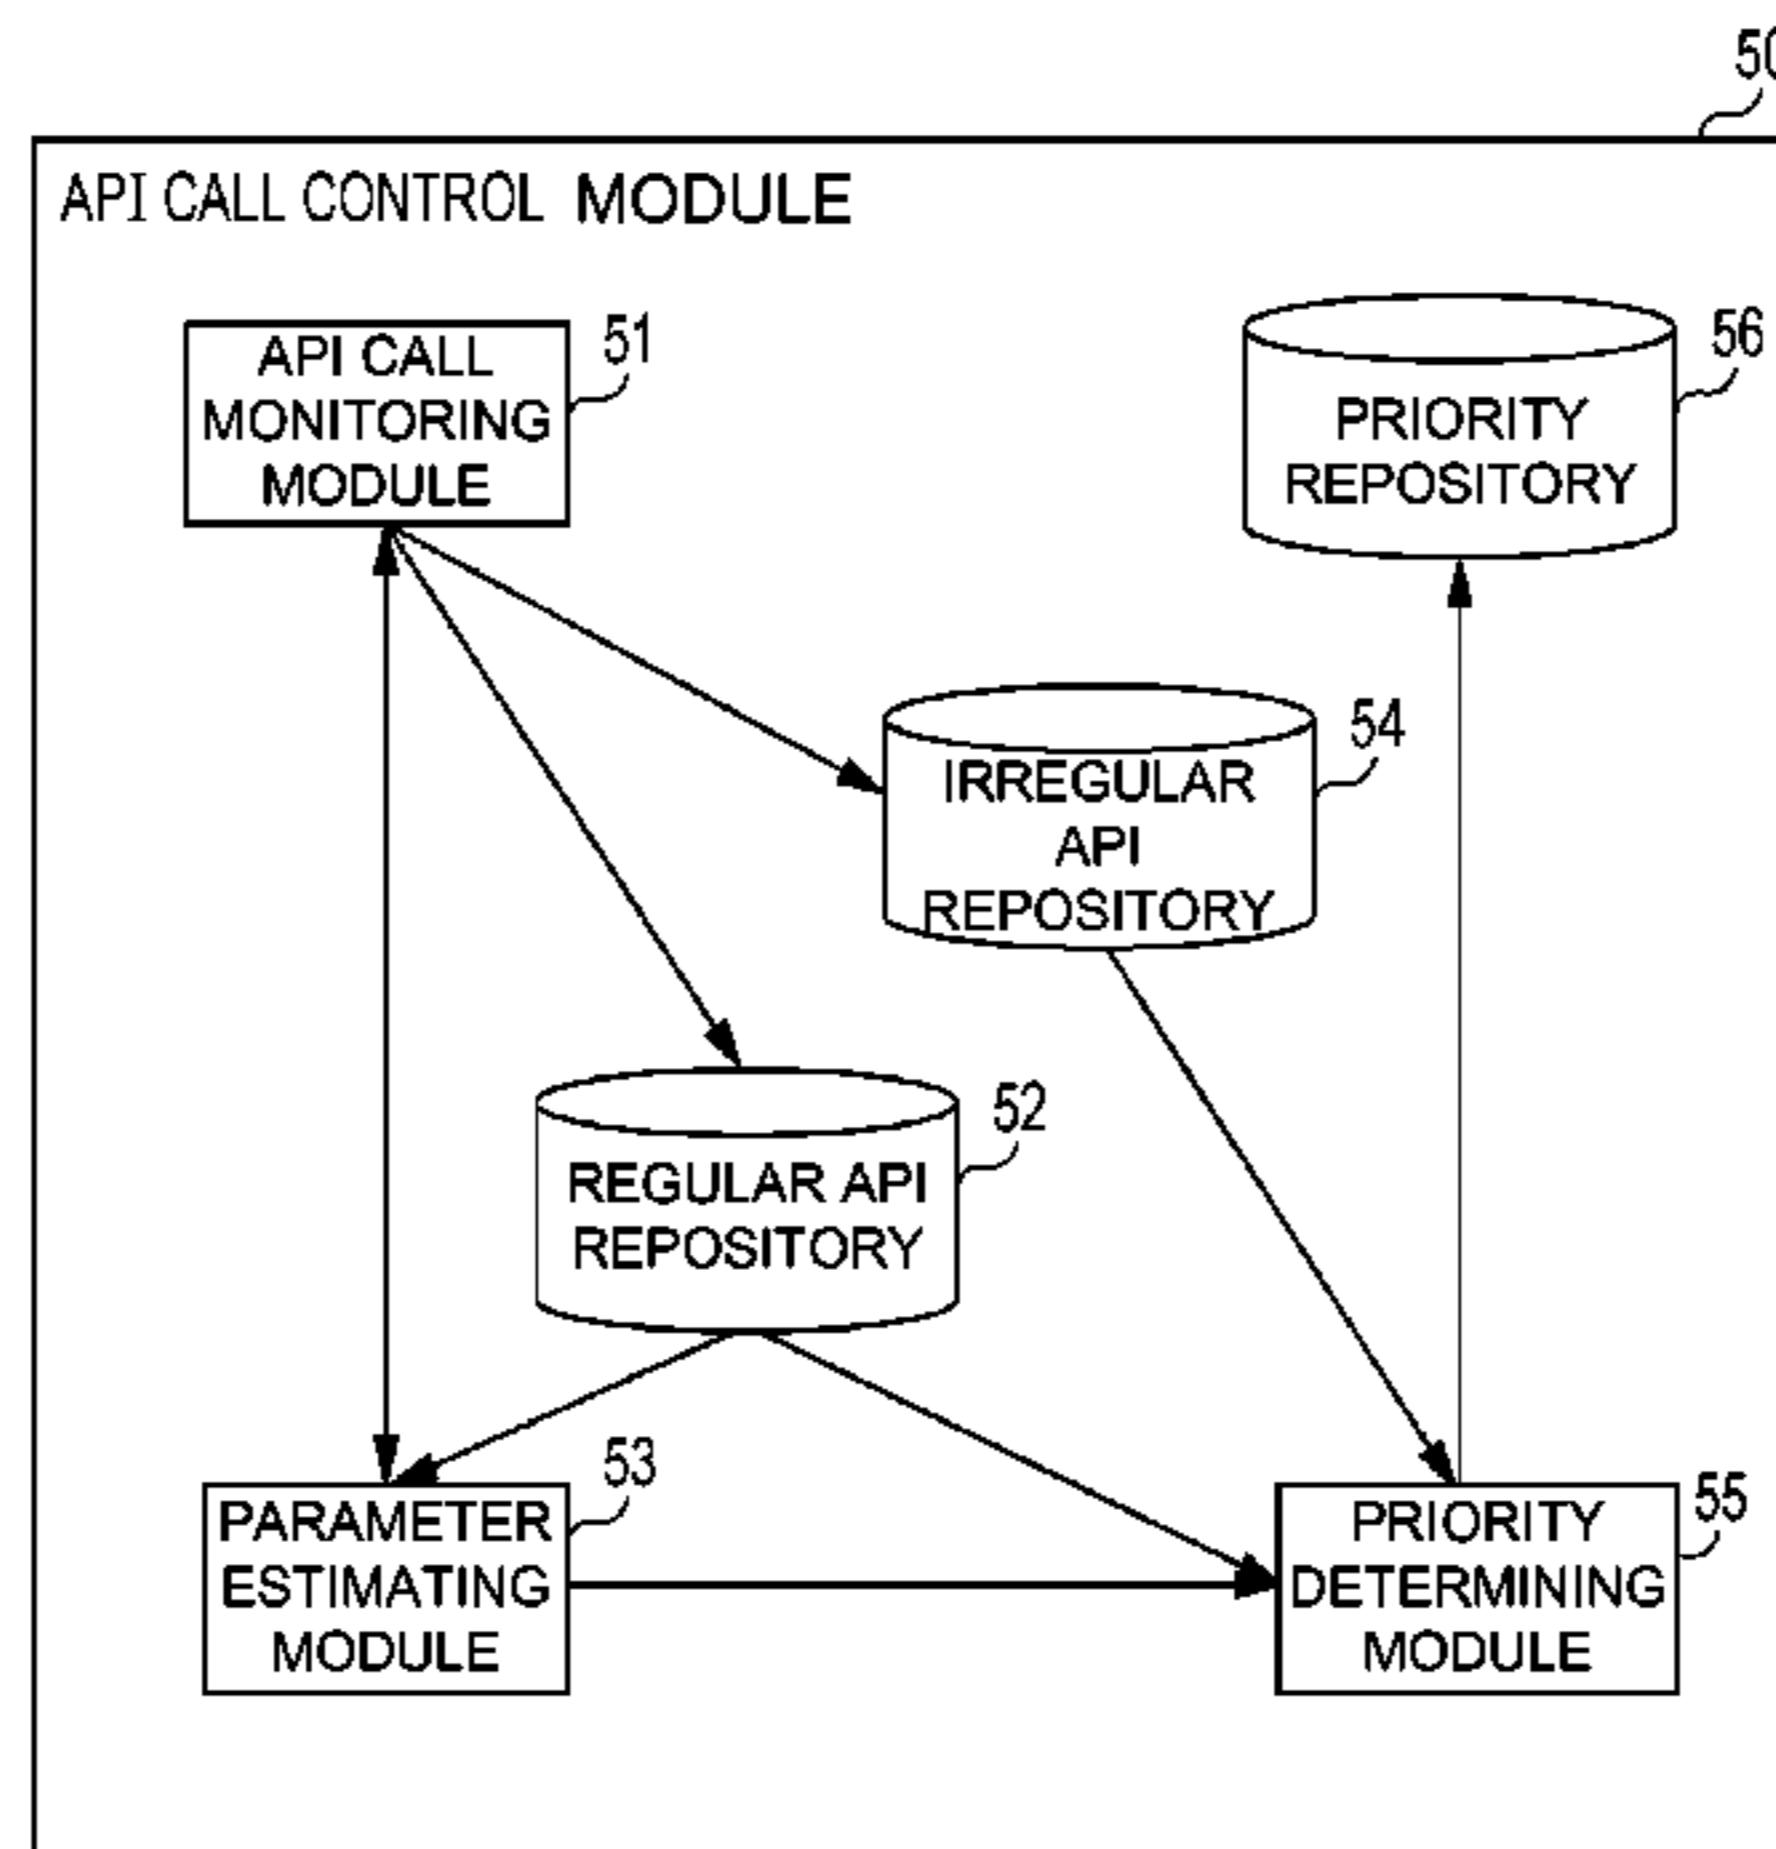 50
API CALL CONTROL MODULE
API CALL
MONITORING
MODULE
51
PRIORITY
REPOSITORY
56
IRREGULAR
API
REPOSITORY
54
REGULAR API
REPOSITORY
52
PARAMETER
ESTIMATING
MODULE
53
PRIORITY
DETERMINING
MODULE
55